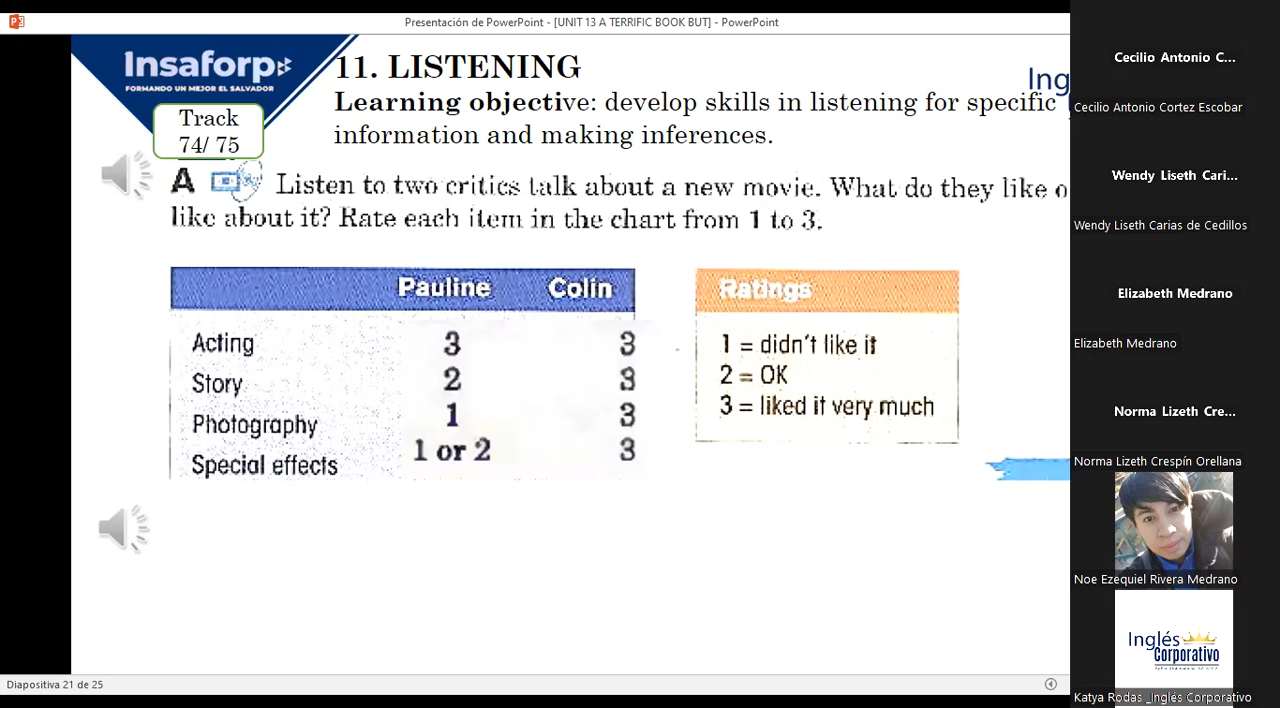 Presentación de PowerPoint - [UNIT 13 A TERRIFIC BOOK BUT] - PowerPoint
Insaforp
FORMANDO UN MEJOR EL SALVADOR
Track
74/ 75
11. LISTENING
Ing
Learning objective: develop skills in listening for specific
information and making inferences.
A Listen to two critics talk about a new movie. What do they like o
like about it? Rate each item in the chart from 1 to 3.
Pauline Colin
Acting 3 3
Story 2 3
Photography 1 3
Special effects 1 or 2 3
Ratings
1 = didn't like it
2 = OK
3 = liked it very much
Diapositiva 21 de 25
Cecilio Antonio C...
Cecilio Antonio Cortez Escobar
Wendy Liseth Cari...
Wendy Liseth Carias de Cedillos
Elizabeth Medrano
Elizabeth Medrano
Norma Lizeth Cre...
Norma Lizeth Crespín Orellana
Noe Ezequiel Rivera Medrano
Inglés
Corporativo
Katya Rodas _Inglés Corporativo